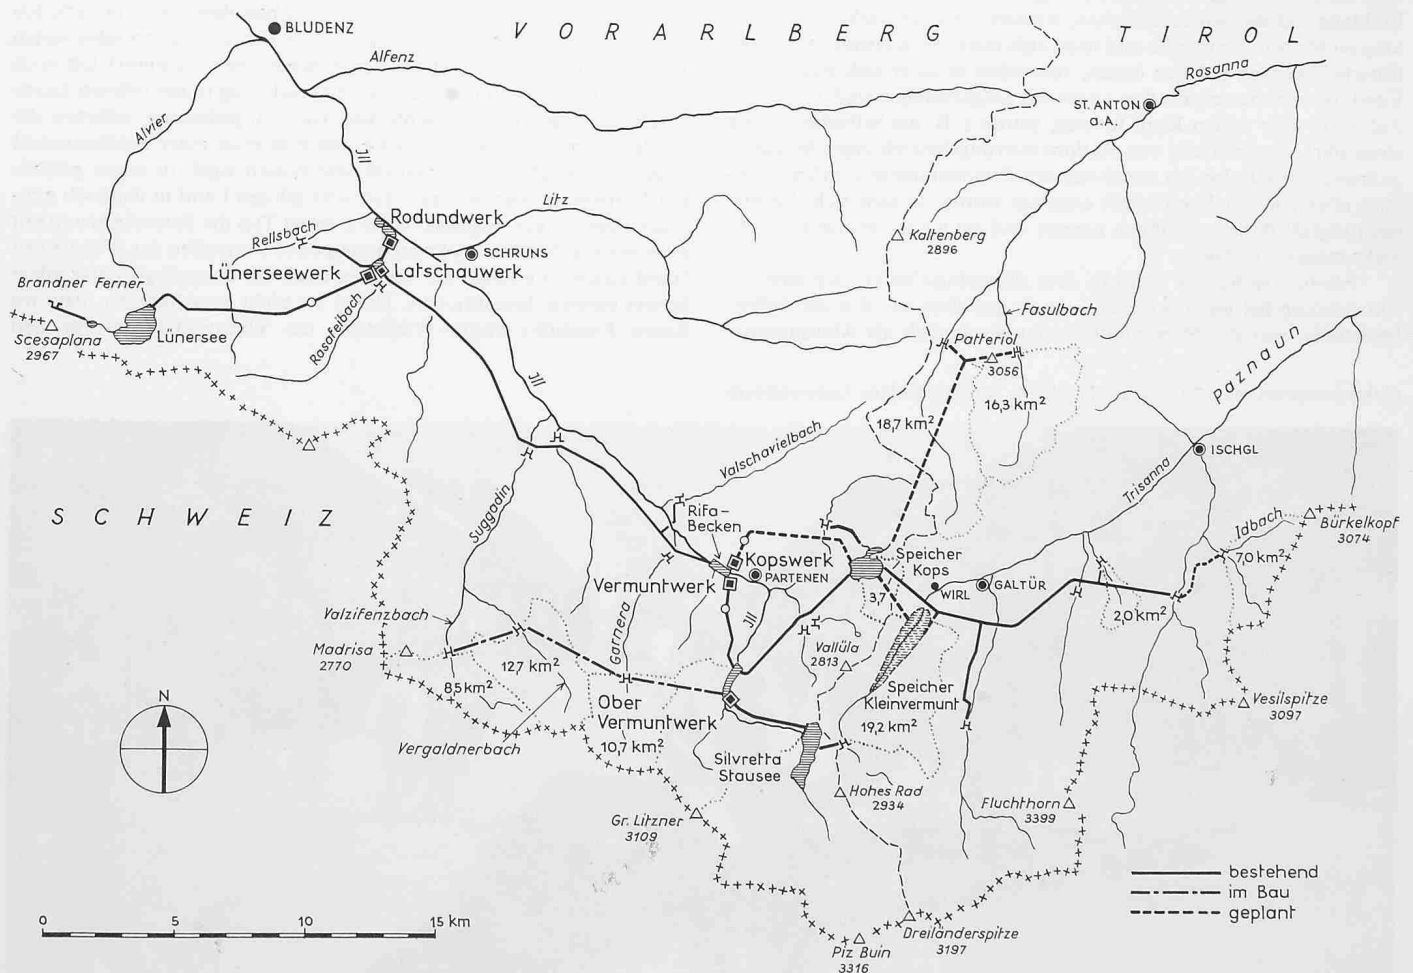 BLUDENZ
VORARLBERG
TIROL
Alfenz
Rosanna
ST. ANTON
a.A.
Alvier
Jll
Litz
Rodundwerk
Rellsbach
SCHRUNS
Kaltenberg
2896
Lünerseewerk
Latschauwerk
Brandner Ferner
Rasafelbach
Scesaplana
2967
Lünersee
Fasulbach
Patteriol
3056
Jll
Paznaun
16,3 km²
18,7 km²
Valschavielbach
ISCHGL
Trisanna
SCHWEIZ
Suggadin
Rifa-
Becken
Idbach
Bürkelkopf
3074
7,0 km²
Kopswerk
PARTENEN
Speicher
Kops
Vermuntwerk
WIRL
GALTÜR
3,7
2,0 km²
Valzifenzbach
Garnera
Jll
Madrisa
2770
12,7 km²
8,5 km²
Vallüla
2813
Speicher
Kleinvermunt
Ober
Vermuntwerk
Vesilspitze
3097
N
Vergaldnerbach
10,7 km²
19,2 km²
Silvretta
Stausee
Hohes Rad
2934
Fluchthorn
3399
Gr. Litzner
3109
bestehend
im Bau
geplant
0 5 10 15 km
Dreiländerspitze
3197
Piz Buin
3316